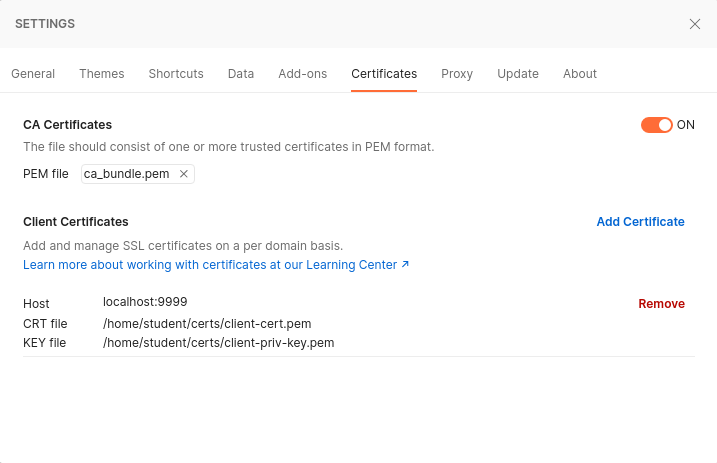 SETTINGS
General Themes Shortcuts Data Add-ons Certificates Proxy Update About
CA Certificates ON
The file should consist of one or more trusted certificates in PEM format.
PEM file ca_bundle.pem
Client Certificates Add Certificate
Add and manage SSL certificates on a per domain basis.
Learn more about working with certificates at our Learning Center ↗
Host localhost:9999 Remove
CRT file /home/student/certs/client-cert.pem
KEY file /home/student/certs/client-priv-key.pem